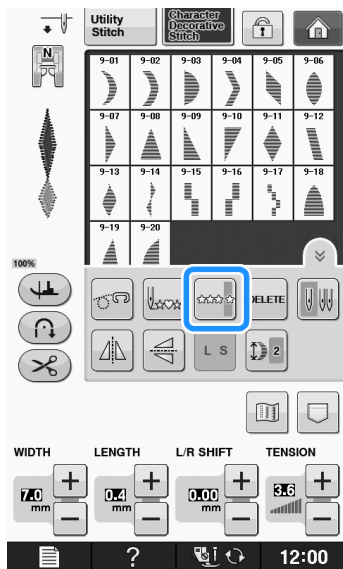 Utility
Stitch
Character
Decorative
Stitch
N
9-01 9-02 9-03 9-04 9-05 9-06
9-07 9-08 9-09 9-10 9-11 9-12
9-13 9-14 9-15 9-16 9-17 9-18
9-19 9-20
100%
DELETE
L S
2
WIDTH LENGTH L/R SHIFT TENSION
7.0 mm 0.4 mm 0.00 mm 3.6
? 12:00